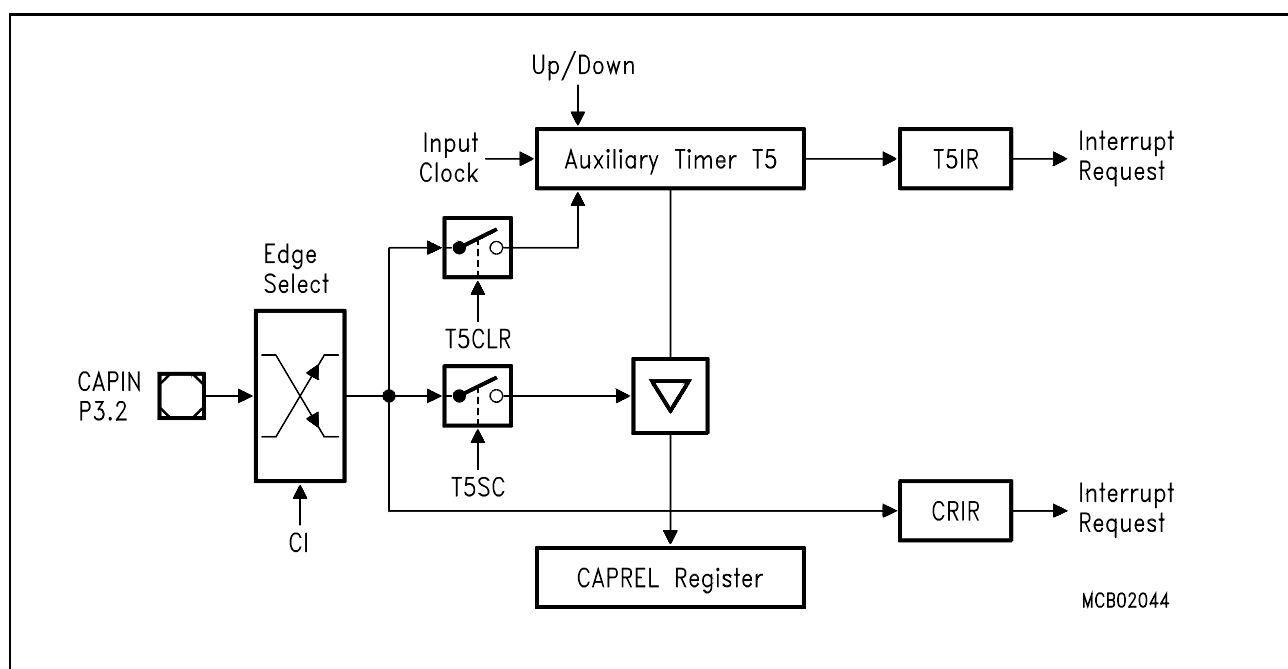 Up/Down
Input
Clock
Auxiliary Timer T5
T5IR
Interrupt
Request
Edge
Select
T5CLR
CAPIN
P3.2
T5SC
CI
CRIR
Interrupt
Request
CAPREL Register
MCB02044